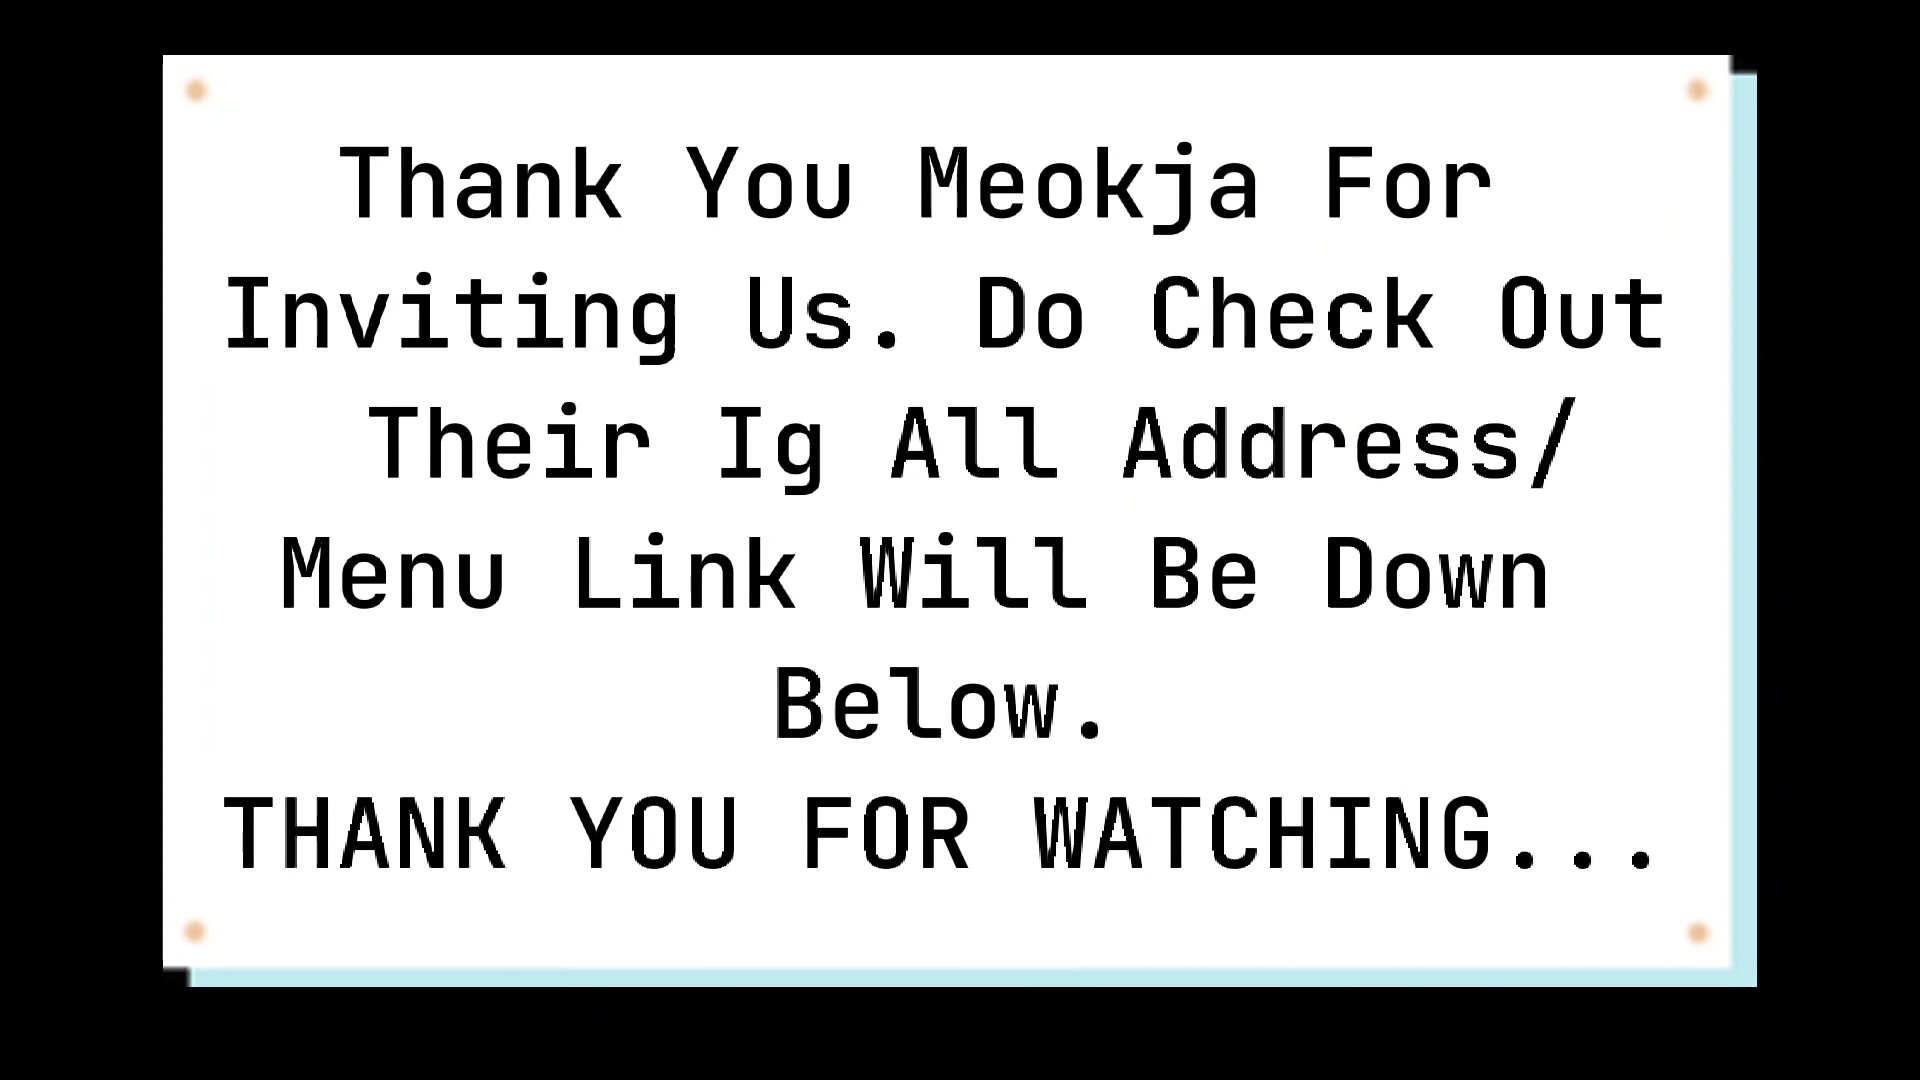 Thank You Meokja For
Inviting Us. Do Check Out
Their Ig All Address/
Menu Link Will Be Down
Below.
THANK YOU FOR WATCHING...